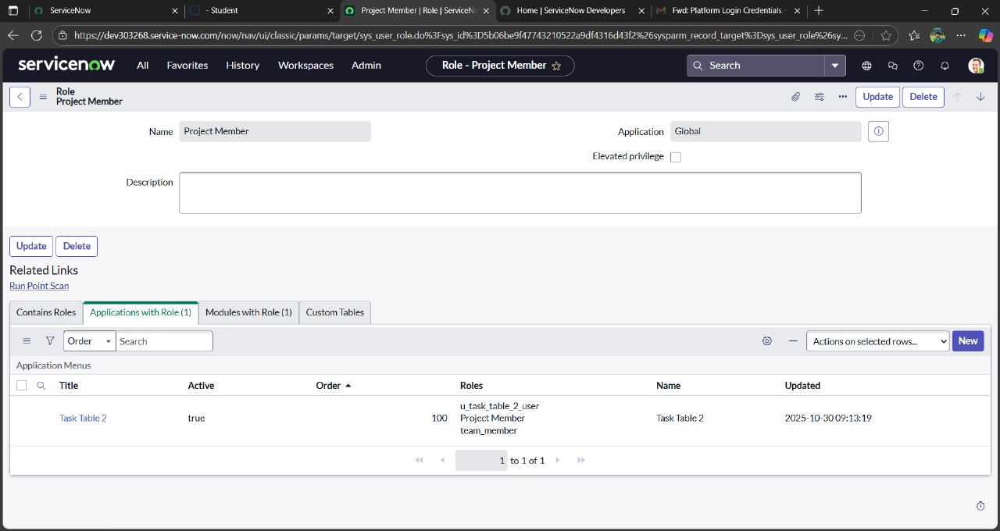 ServiceNow
- Student
Project Member | Role | ServiceNo
Home | ServiceNow Developers
Fwd: Platform Login Credentials -
https://dev303268.service-now.com/now/nav/ui/classic/params/target/sys_user_role.do%3Fsys_id%3D5b06be9f47743210522a9df4316d43f2%26sysparm_record_target%3Dsys_user_role%26sy...
servicenow
All
Favorites
History
Workspaces
Admin
Role - Project Member
Search
Role
Project Member
Update
Delete
Name
Project Member
Application
Global
Elevated privilege
Description
Update
Delete
Related Links
Run Point Scan
Contains Roles
Applications with Role (1)
Modules with Role (1)
Custom Tables
Order
Search
Actions on selected rows...
New
Application Menus
Title
Active
Order
Roles
Name
Updated
Task Table 2
true
100
u_task_table_2_user
Project Member
team_member
Task Table 2
2025-10-30 09:13:19
1 to 1 of 1